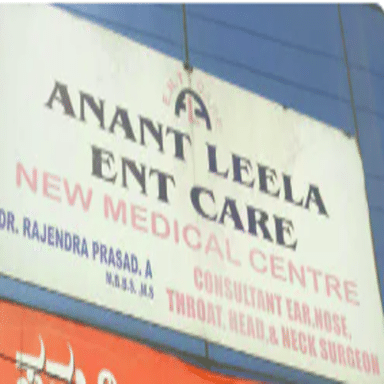 ANANT LEELA
ENT CARE
NEW MEDICAL CENTRE
DR. RAJENDRA PRASAD. A
M.B.B.S. .M.S
CONSULTANT EAR,NOSE,
THROAT, HEAD,& NECK SURGEON